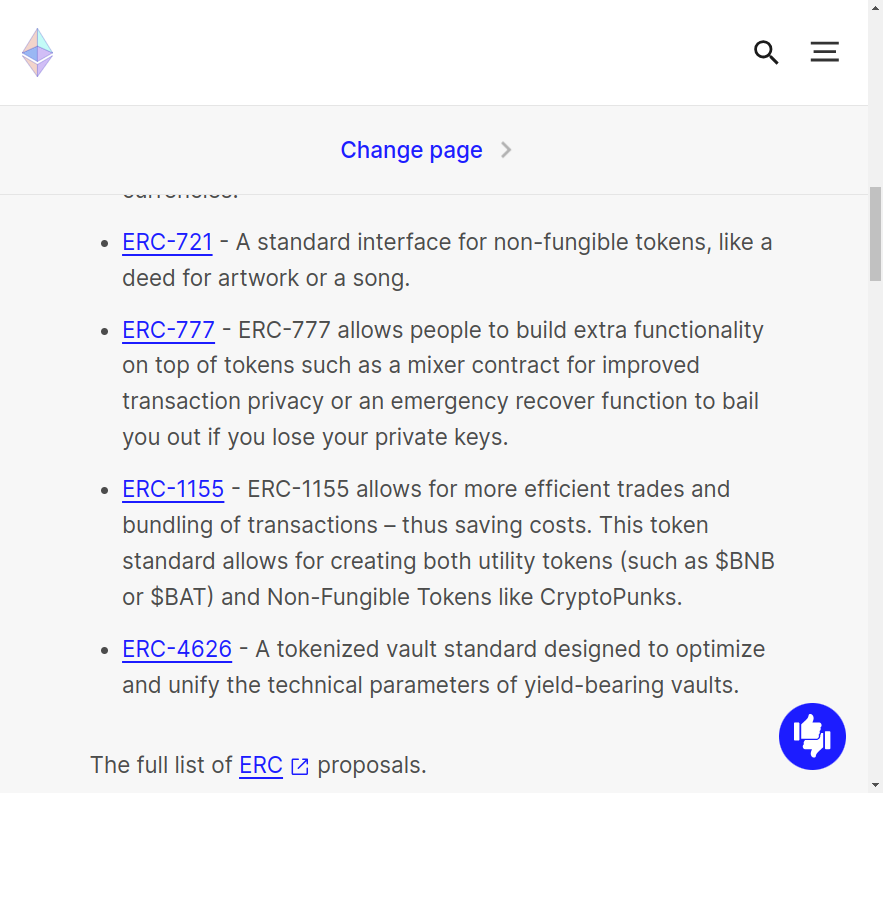 Change page
currencies.
ERC-721 - A standard interface for non-fungible tokens, like a
deed for artwork or a song.
ERC-777 - ERC-777 allows people to build extra functionality
on top of tokens such as a mixer contract for improved
transaction privacy or an emergency recover function to bail
you out if you lose your private keys.
ERC-1155 - ERC-1155 allows for more efficient trades and
bundling of transactions – thus saving costs. This token
standard allows for creating both utility tokens (such as $BNB
or $BAT) and Non-Fungible Tokens like CryptoPunks.
ERC-4626 - A tokenized vault standard designed to optimize
and unify the technical parameters of yield-bearing vaults.
The full list of ERC proposals.